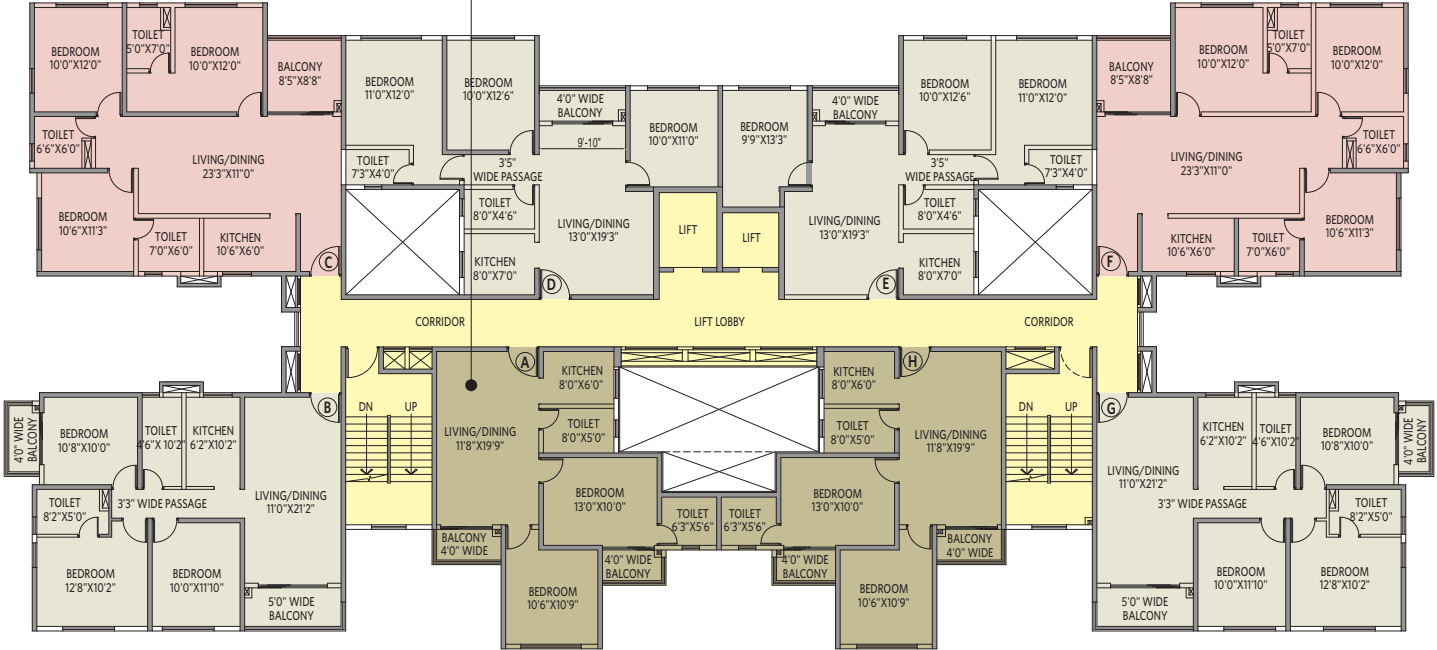 BEDROOM
10'0"X12'0"
TOILET
5'0"X7'0"
BEDROOM
10'0"X12'0"
BALCONY
8'5"X8'8"
TOILET
6'6"X6'0"
LIVING/DINING
23'3"X11'0"
BEDROOM
10'6"X11'3"
TOILET
7'0"X6'0"
KITCHEN
10'6"X6'0"
C
BEDROOM
11'0"X12'0"
BEDROOM
10'0"X12'6"
4'0" WIDE
BALCONY
9'-10"
BEDROOM
10'0"X11'0"
TOILET
7'3"X4'0"
3'5"
WIDE PASSAGE
TOILET
8'0"X4'6"
LIVING/DINING
13'0"X19'3"
KITCHEN
8'0"X7'0"
D
LIFT
LIFT
BEDROOM
9'9"X13'3"
4'0" WIDE
BALCONY
BEDROOM
10'0"X12'6"
BEDROOM
11'0"X12'0"
3'5"
WIDE PASSAGE
TOILET
7'3"X4'0"
LIVING/DINING
13'0"X19'3"
TOILET
8'0"X4'6"
KITCHEN
8'0"X7'0"
E
BALCONY
8'5"X8'8"
BEDROOM
10'0"X12'0"
TOILET
5'0"X7'0"
BEDROOM
10'0"X12'0"
LIVING/DINING
23'3"X11'0"
TOILET
6'6"X6'0"
BEDROOM
10'6"X11'3"
KITCHEN
10'6"X6'0"
TOILET
7'0"X6'0"
F
CORRIDOR
LIFT LOBBY
CORRIDOR
4'0" WIDE
BALCONY
BEDROOM
10'8"X10'0"
TOILET
4'6"X 10'2"
KITCHEN
6'2"X10'2"
B
TOILET
8'2"X5'0"
3'3" WIDE PASSAGE
LIVING/DINING
11'0"X21'2"
BEDROOM
12'8"X10'2"
BEDROOM
10'0"X11'10"
5'0" WIDE
BALCONY
DN
UP
A
KITCHEN
8'0"X6'0"
LIVING/DINING
11'8"X19'9"
TOILET
8'0"X5'0"
BEDROOM
13'0"X10'0"
TOILET
6'3"X5'6"
BALCONY
4'0" WIDE
4'0" WIDE
BALCONY
BEDROOM
10'6"X10'9"
KITCHEN
8'0"X6'0"
H
TOILET
8'0"X5'0"
LIVING/DINING
11'8"X19'9"
BEDROOM
13'0"X10'0"
TOILET
6'3"X5'6"
4'0" WIDE
BALCONY
BALCONY
4'0" WIDE
BEDROOM
10'6"X10'9"
DN
UP
G
KITCHEN
6'2"X10'2"
TOILET
4'6"X10'2"
BEDROOM
10'8"X10'0"
4'0" WIDE
BALCONY
LIVING/DINING
11'0"X21'2"
3'3" WIDE PASSAGE
TOILET
8'2"X5'0"
BEDROOM
10'0"X11'10"
BEDROOM
12'8"X10'2"
5'0" WIDE
BALCONY